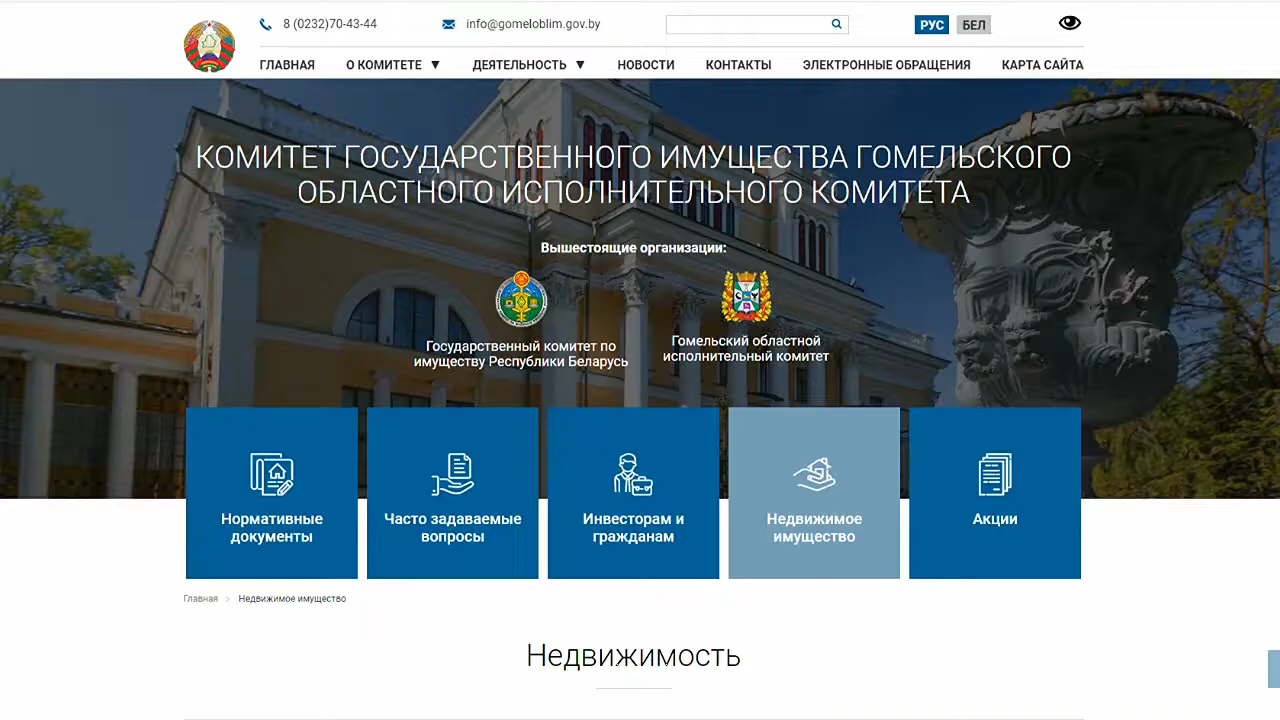 8 (0232)70-43-44
info@gomeloblim.gov.by
РУС
БЕЛ
ГЛАВНАЯ
О КОМИТЕТЕ ▼
ДЕЯТЕЛЬНОСТЬ ▼
НОВОСТИ
КОНТАКТЫ
ЭЛЕКТРОННЫЕ ОБРАЩЕНИЯ
КАРТА САЙТА
КОМИТЕТ ГОСУДАРСТВЕННОГО ИМУЩЕСТВА ГОМЕЛЬСКОГО
ОБЛАСТНОГО ИСПОЛНИТЕЛЬНОГО КОМИТЕТА
Вышестоящие организации:
Государственный комитет по
имуществу Республики Беларусь
Гомельский областной
исполнительный комитет
Нормативные
документы
Часто задаваемые
вопросы
Инвесторам и
гражданам
Недвижимое
имущество
Акции
Главная > Недвижимое имущество
Недвижимость